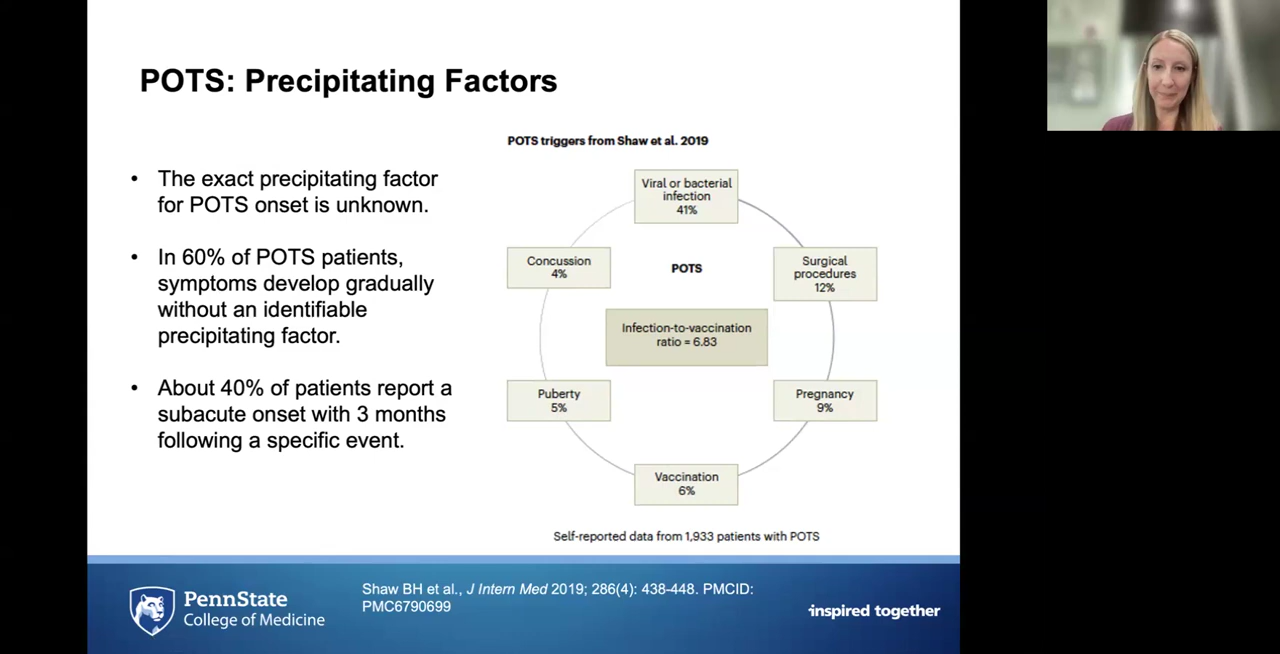 POTS: Precipitating Factors
• The exact precipitating factor
for POTS onset is unknown.
• In 60% of POTS patients,
symptoms develop gradually
without an identifiable
precipitating factor.
• About 40% of patients report a
subacute onset with 3 months
following a specific event.
POTS triggers from Shaw et al. 2019
Viral or bacterial
infection
41%
Concussion
4%
POTS
Surgical
procedures
12%
Infection-to-vaccination
ratio = 6.83
Puberty
5%
Pregnancy
9%
Vaccination
6%
Self-reported data from 1,933 patients with POTS
PennState
College of Medicine
Shaw BH et al., J Intern Med 2019; 286(4): 438-448. PMCID:
PMC6790699
inspired together